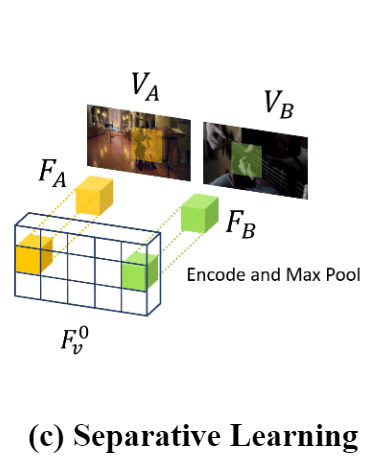 V_A
V_B
F_A
F_B
Encode and Max Pool
F_v^0
(c) Separative Learning